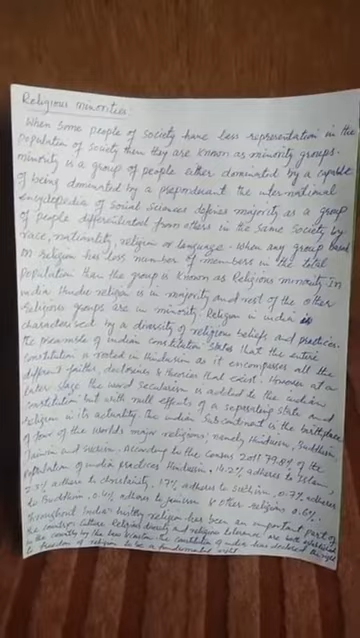 Religious minorities
When Some people of society have less representation in the
population of society then they are known as minority groups.
minority is a group of people either dominated by a capable
of being dominated by a preponderant the international
encyclopedia of Social Sciences defines majority as a group
of people differentiated from others in the same Society by
race, nationality, religion or language. When any group based
on religion has less number of members in the total
population than the group is known as Religious minority In
india Hindu religion is in majority and rest of the other
religious groups are in minority. Religion in india is
characterised by a diversity of religious beliefs and practices.
the preamable of indian constitution states that the entire
constitution is rooted in Hinduism as it encompasses all the
different faiths, doctrines & theories that exist. However at a
later stage the word secularism is added to the indian
constitution but with null effects of a seperating state and
religion in its actuality. The indian Subcontinent is the birthplace
of four of the worlds major religions; namely Hinduism, Buddhism
Jainism and Sikhism. According to the Census 2011 79.8% of the
population of india practices Hinduism, 14.2% adheres to Islam,
2.3% adhere to christianity, 1.7% adheres to Sikhism, 0.7% adheres
to Buddhism, 0.4% adheres to jainism & other religions 0.6%.
Throughout India's history religion has been an important part of
the country's culture Religious diversity and religious tolerance are both established
in the country by the law & custom. the constitution of india has declared the right
to freedom of religion to be a fundamental right